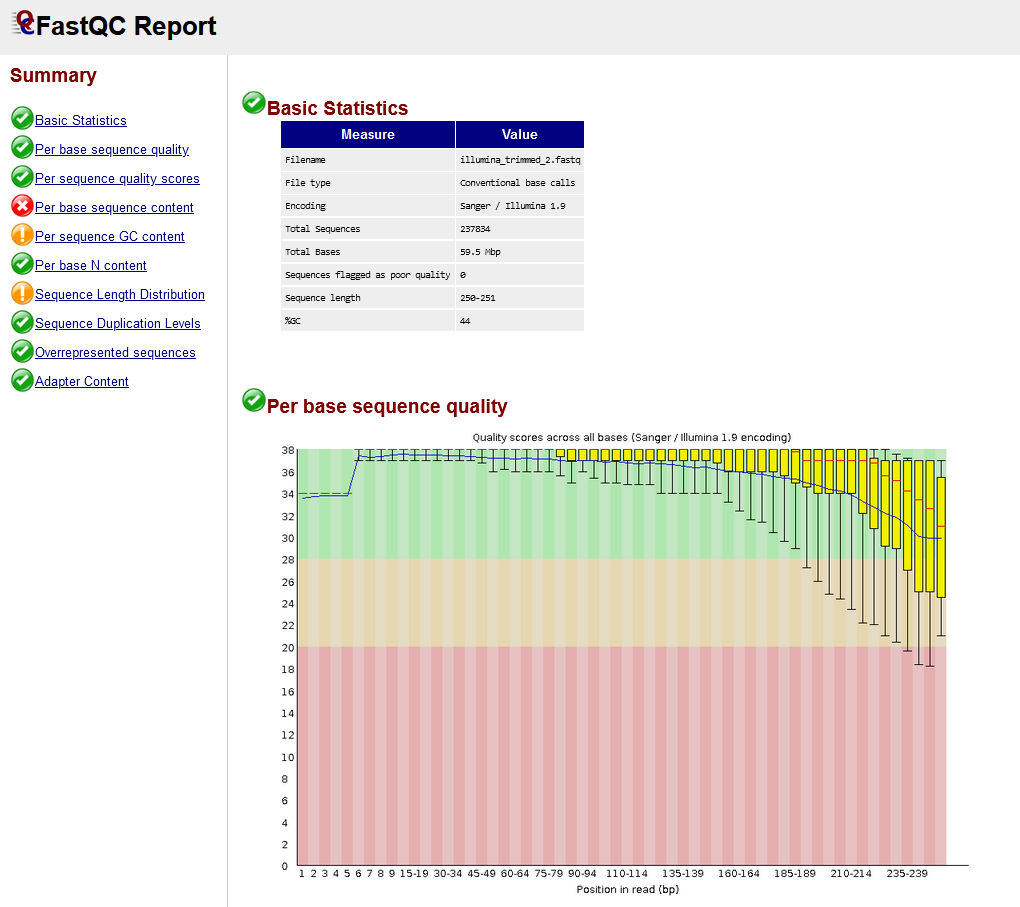 FastQC Report
Summary
Basic Statistics
Per base sequence quality
Per sequence quality scores
Per base sequence content
Per sequence GC content
Per base N content
Sequence Length Distribution
Sequence Duplication Levels
Overrepresented sequences
Adapter Content
Basic Statistics
Measure Value
Filename illumina_trimmed_2.fastq
File type Conventional base calls
Encoding Sanger / Illumina 1.9
Total Sequences 237834
Total Bases 59.5 Mbp
Sequences flagged as poor quality 0
Sequence length 250-251
%GC 44
Per base sequence quality
Quality scores across all bases (Sanger / Illumina 1.9 encoding)
38
36
34
32
30
28
26
24
22
20
18
16
14
12
10
8
6
4
2
0
1 2 3 4 5 6 7 8 9 15-19 30-34 45-49 60-64 75-79 90-94 110-114 135-139 160-164 185-189 210-214 235-239
Position in read (bp)